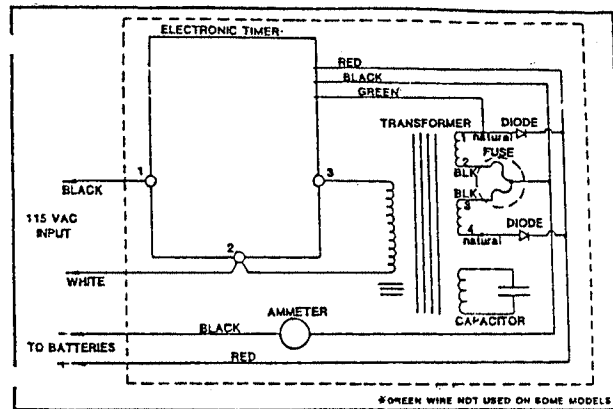 ELECTRONIC TIMER
RED
BLACK
GREEN
TRANSFORMER
DIODE
1
natural
FUSE
2
BLK
BLK
3
DIODE
4
natural
1
3
BLACK
115 VAC
INPUT
2
WHITE
AMMETER
CAPACITOR
BLACK
TO BATTERIES
RED
-
+
*GREEN WIRE NOT USED ON SOME MODELS